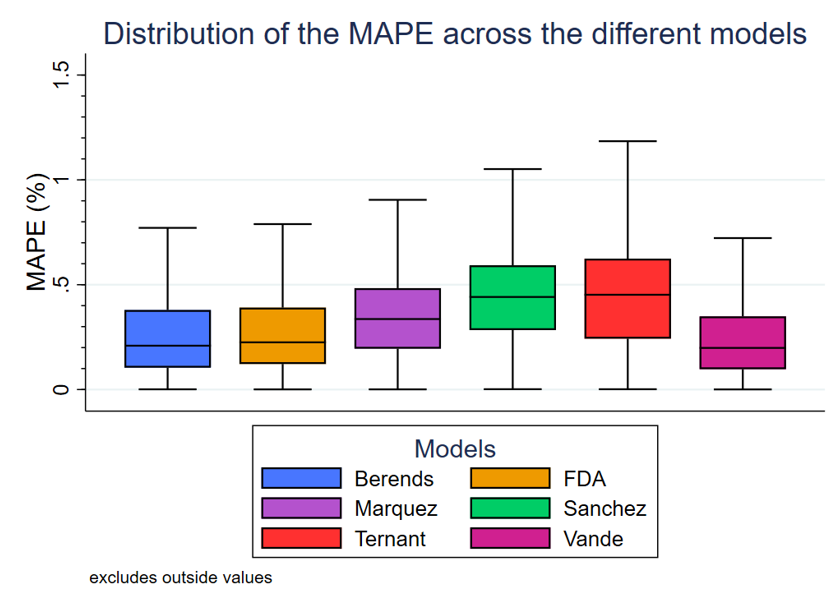 Distribution of the MAPE across the different models
MAPE (%)
1.5
1
.5
0
Models
Berends FDA
Marquez Sanchez
Ternant Vande
excludes outside values